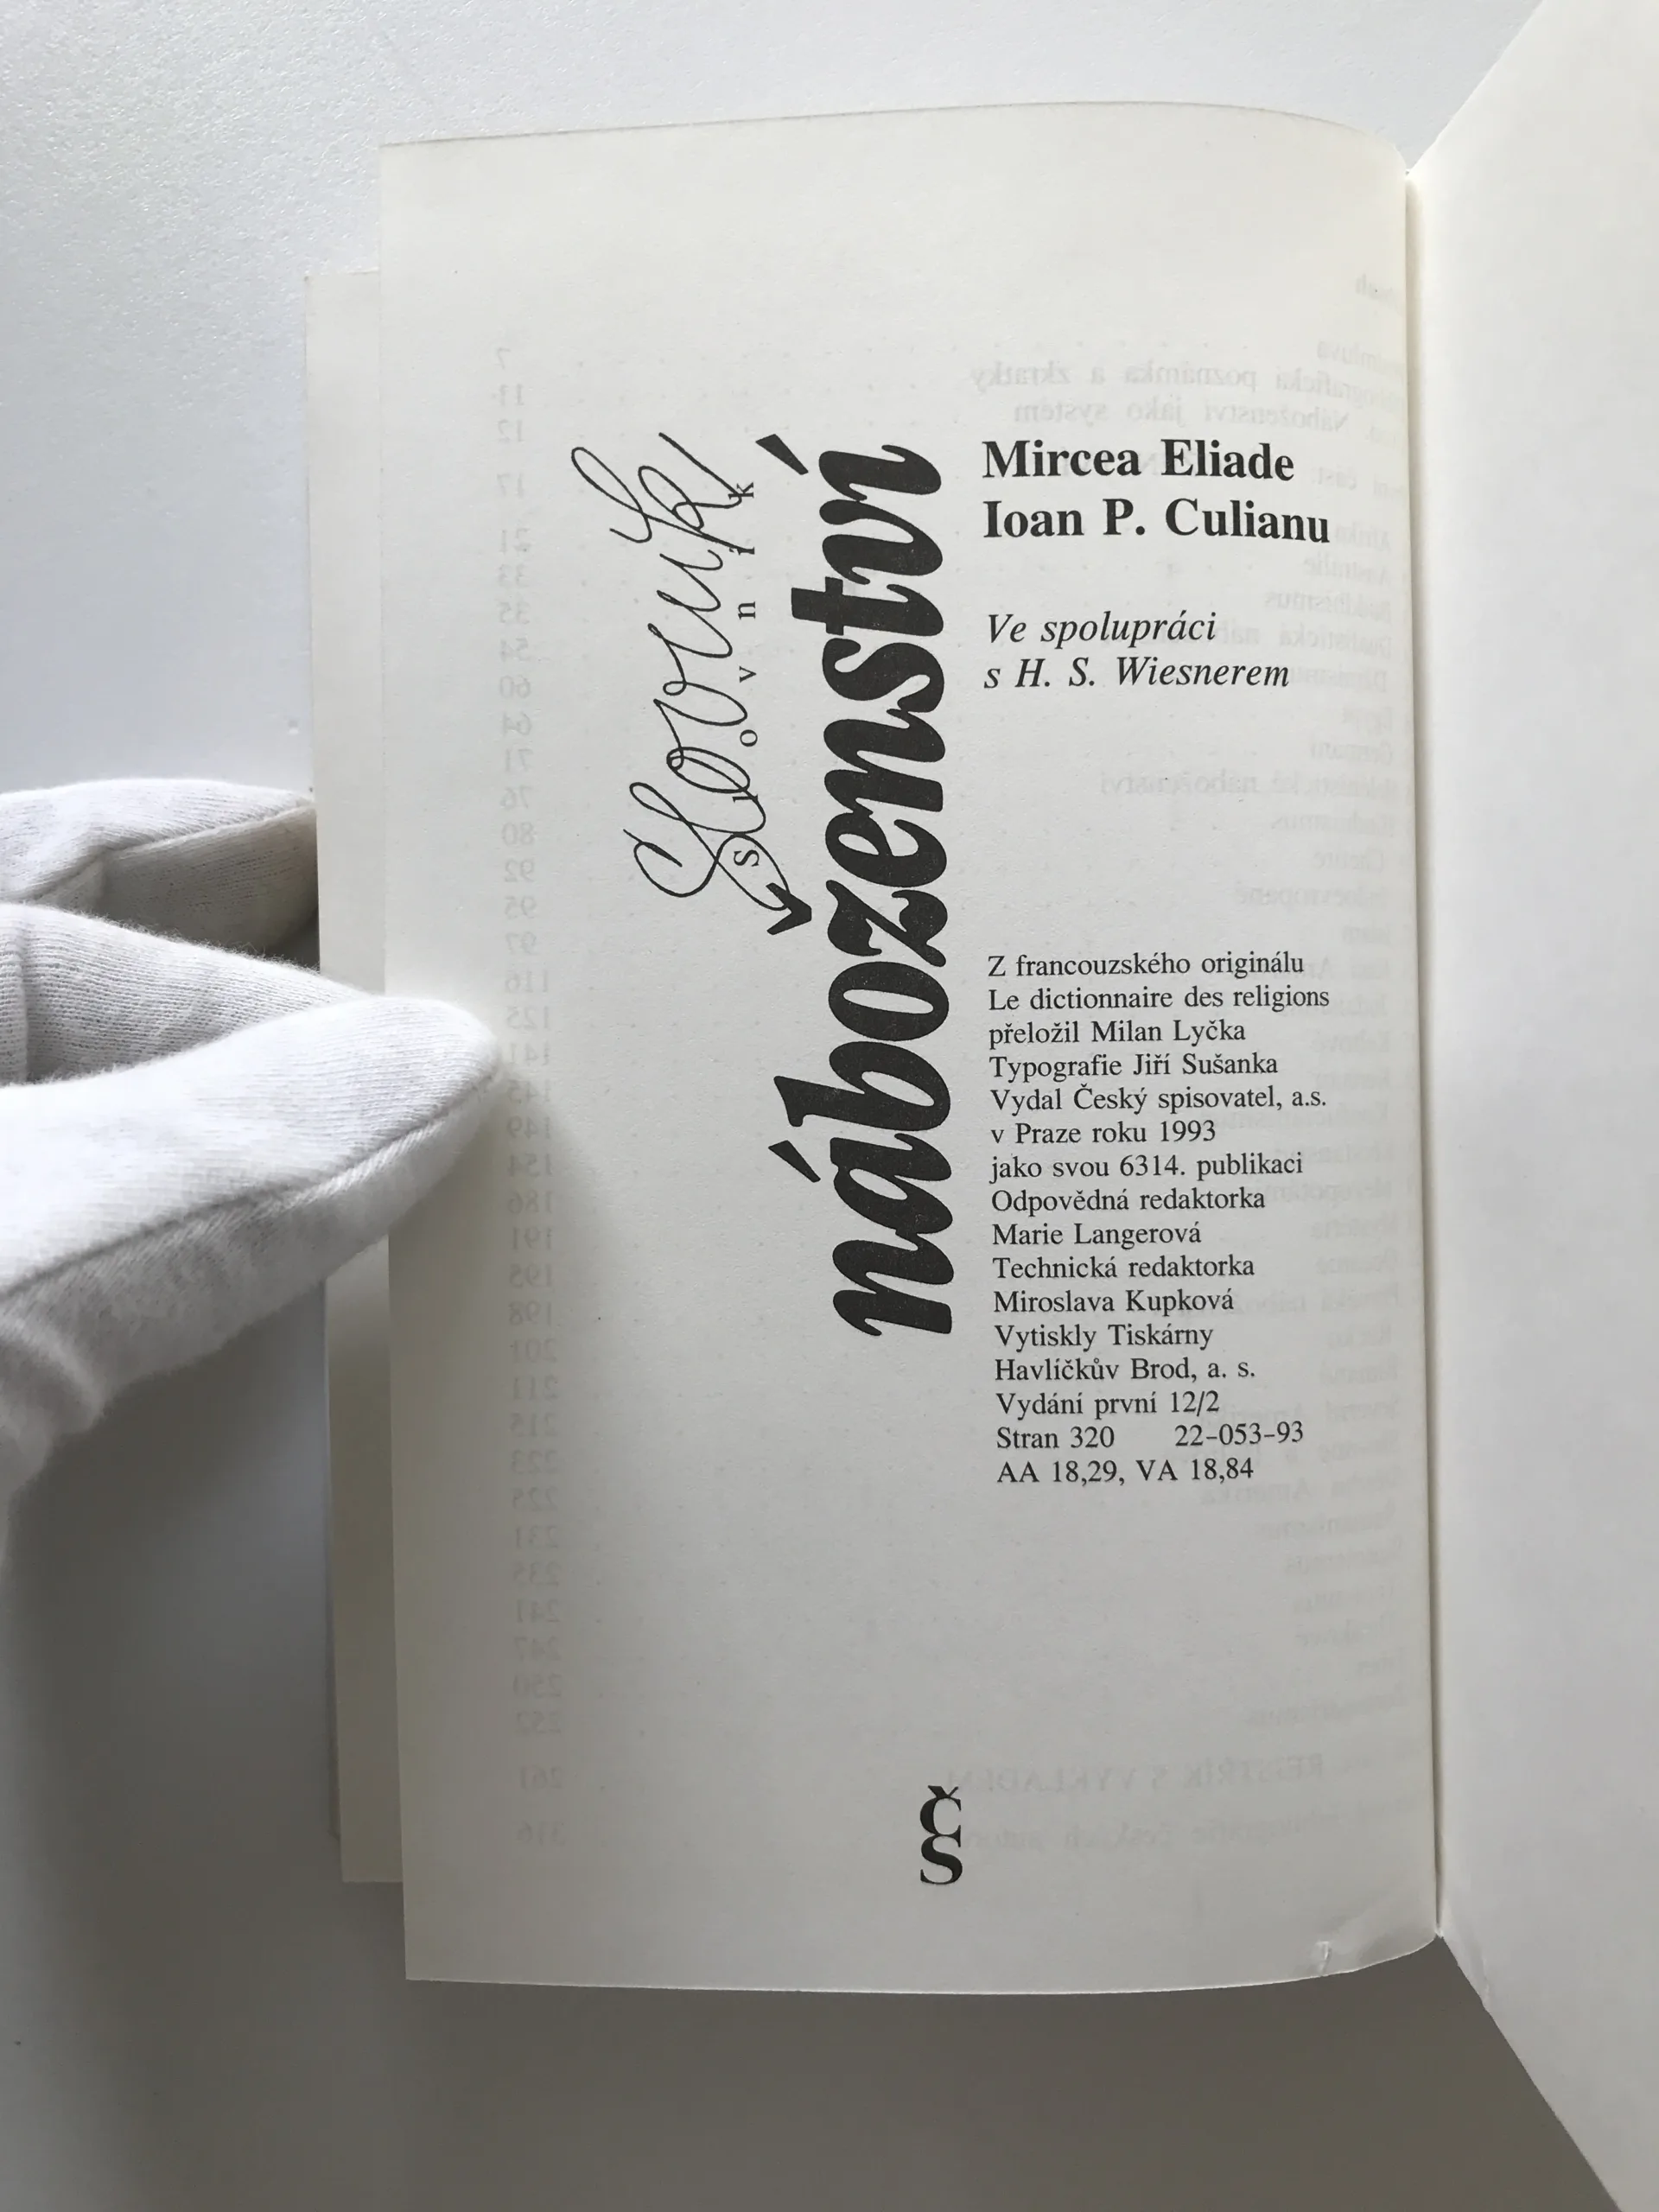 Slovník
slovník
náboženství
Mircea Eliade
Ioan P. Culianu
Ve spolupráci
s H. S. Wiesnerem
Z francouzského originálu
Le dictionnaire des religions
přeložil Milan Lyčka
Typografie Jiří Sušanka
Vydal Český spisovatel, a.s.
v Praze roku 1993
jako svou 6314. publikaci
Odpovědná redaktorka
Marie Langerová
Technická redaktorka
Miroslava Kupková
Vytiskly Tiskárny
Havlíčkův Brod, a. s.
Vydání první 12/2
Stran 320 22-053-93
AA 18,29, VA 18,84
ČS